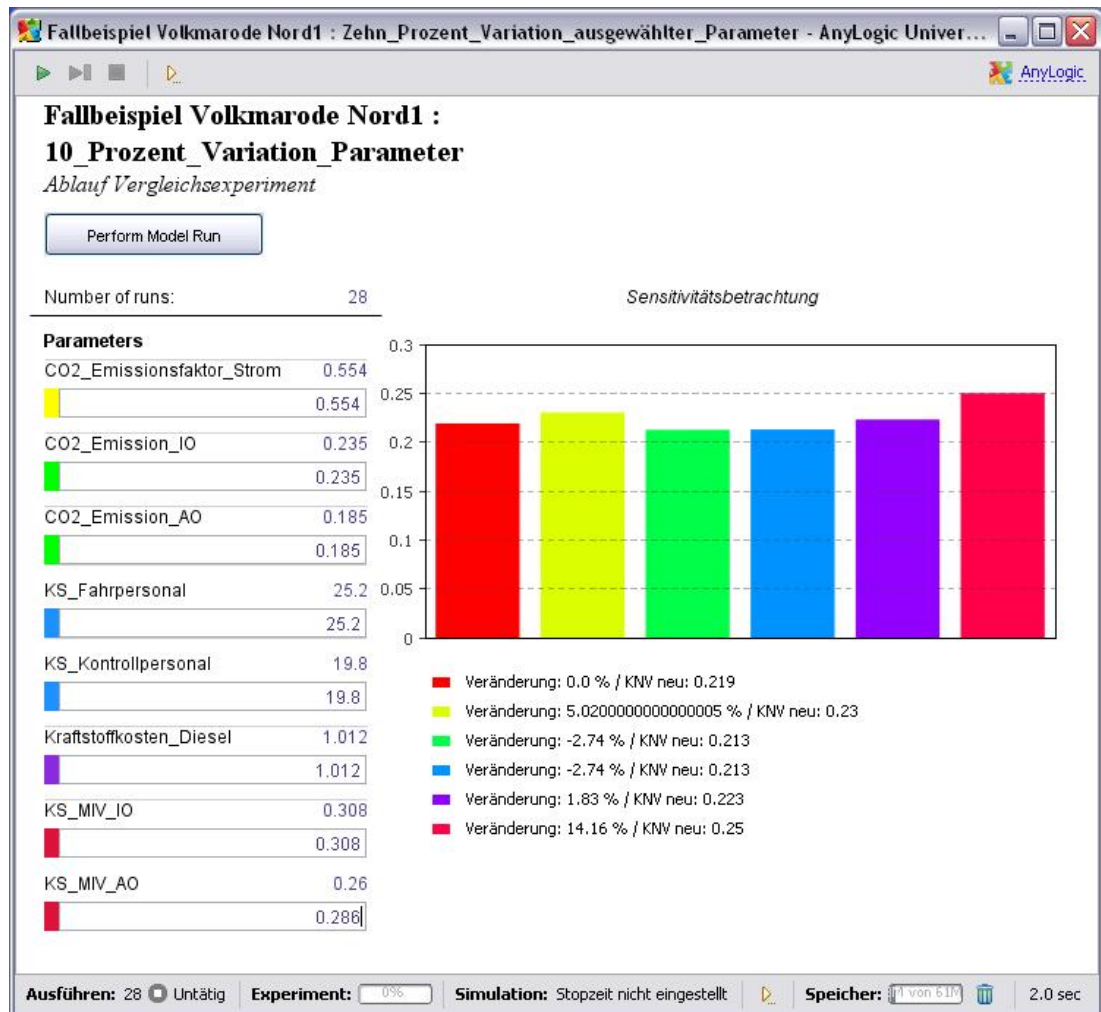 Fallbeispiel Volkmarode Nord1 : Zehn_Prozent_Variation_ausgewählter_Parameter - AnyLogic Univer...
AnyLogic
Fallbeispiel Volkmarode Nord1 :
10_Prozent_Variation_Parameter
Ablauf Vergleichsexperiment
Perform Model Run
Number of runs: 28
Parameters
CO2_Emissionsfaktor_Strom 0.554
0.554
CO2_Emission_IO 0.235
0.235
CO2_Emission_AO 0.185
0.185
KS_Fahrpersonal 25.2
25.2
KS_Kontrollpersonal 19.8
19.8
Kraftstoffkosten_Diesel 1.012
1.012
KS_MIV_IO 0.308
0.308
KS_MIV_AO 0.26
0.286
Sensitivitätsbetrachtung
0.3
0.25
0.2
0.15
0.1
0.05
0
Veränderung: 0.0 % / KNV neu: 0.219
Veränderung: 5.0200000000000005 % / KNV neu: 0.23
Veränderung: -2.74 % / KNV neu: 0.213
Veränderung: -2.74 % / KNV neu: 0.213
Veränderung: 1.83 % / KNV neu: 0.223
Veränderung: 14.16 % / KNV neu: 0.25
Ausführen: 28 Untätig Experiment: 0% Simulation: Stopzeit nicht eingestellt Speicher: M von 61M 2.0 sec